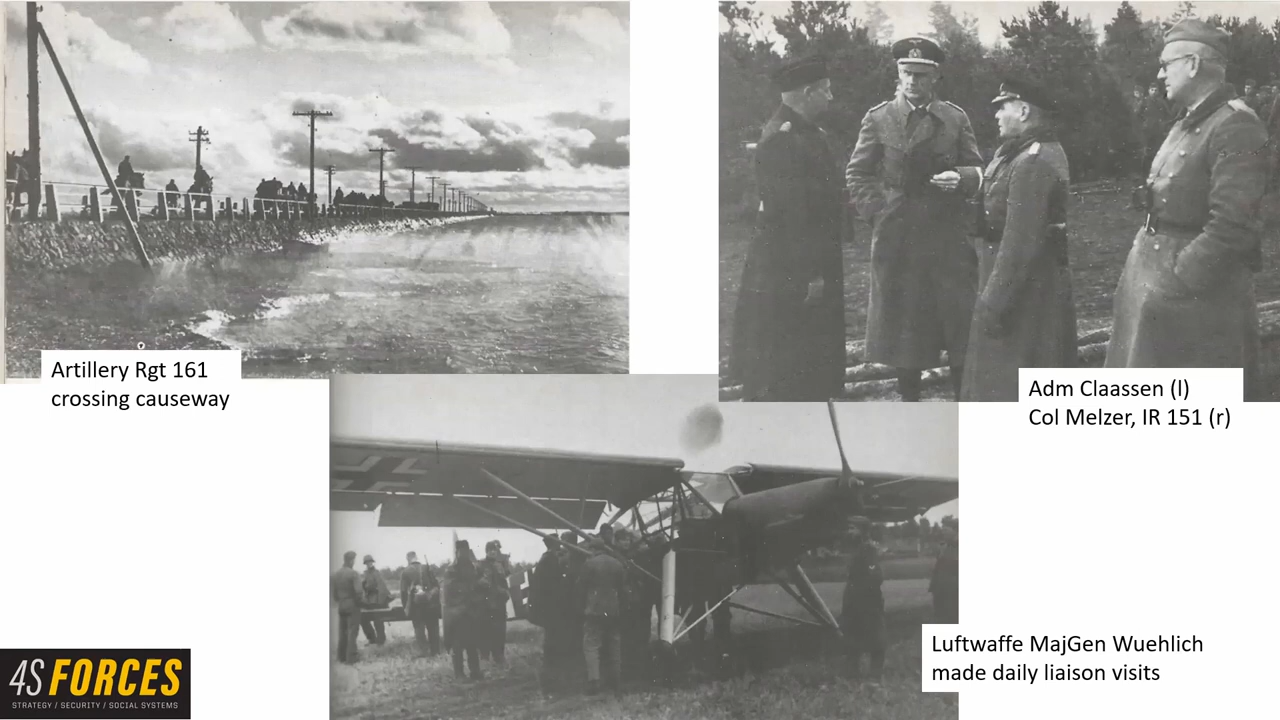 Artillery Rgt 161
crossing causeway
Adm Claassen (l)
Col Melzer, IR 151 (r)
Luftwaffe MajGen Wuehlich
made daily liaison visits
4S FORCES
STRATEGY / SECURITY / SOCIAL SYSTEMS